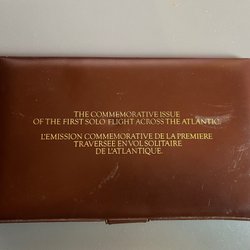 THE COMMEMORATIVE ISSUE
OF THE FIRST SOLO FLIGHT ACROSS THE ATLANTIC.
L'EMISSION COMMEMORATIVE DE LA PREMIERE
TRAVERSEE EN VOL SOLITAIRE
DE L'ATLANTIQUE.